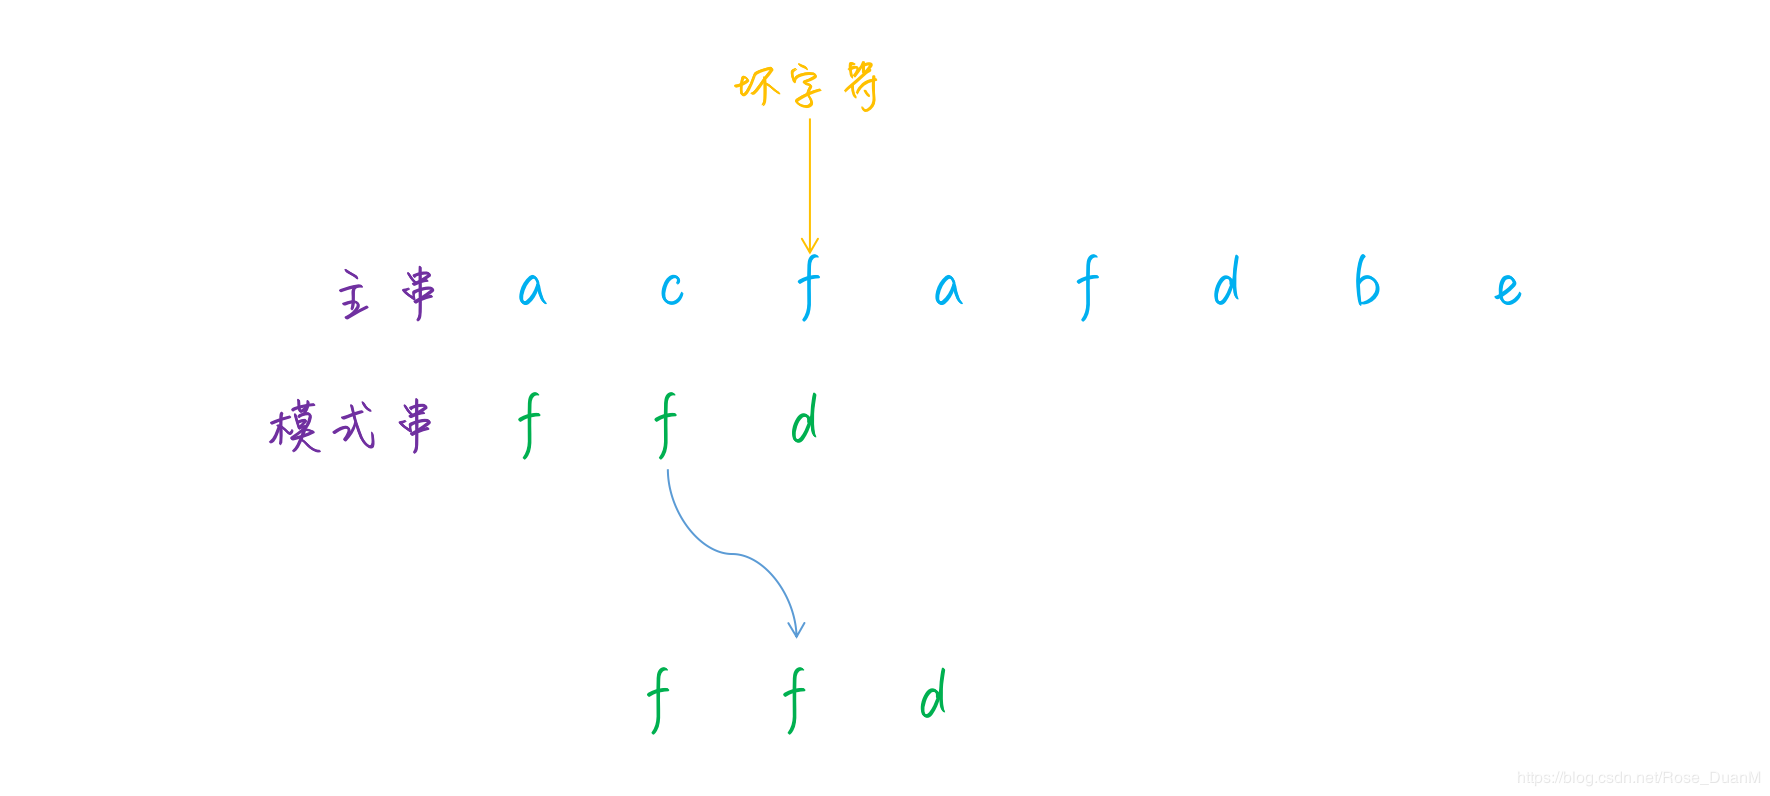 坏字符
主串 a c f a f d b e
模式串 f f d
f f d
https://blog.csdn.net/Rose_DuanM